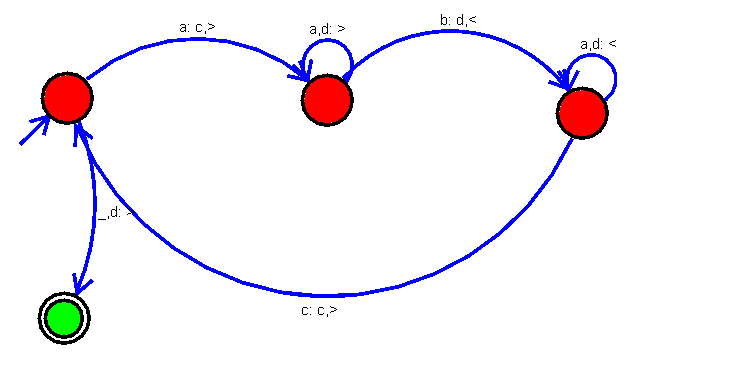 a: c,>
a,d: >
b: d,<
a,d: <
_,d: >
c: c,>